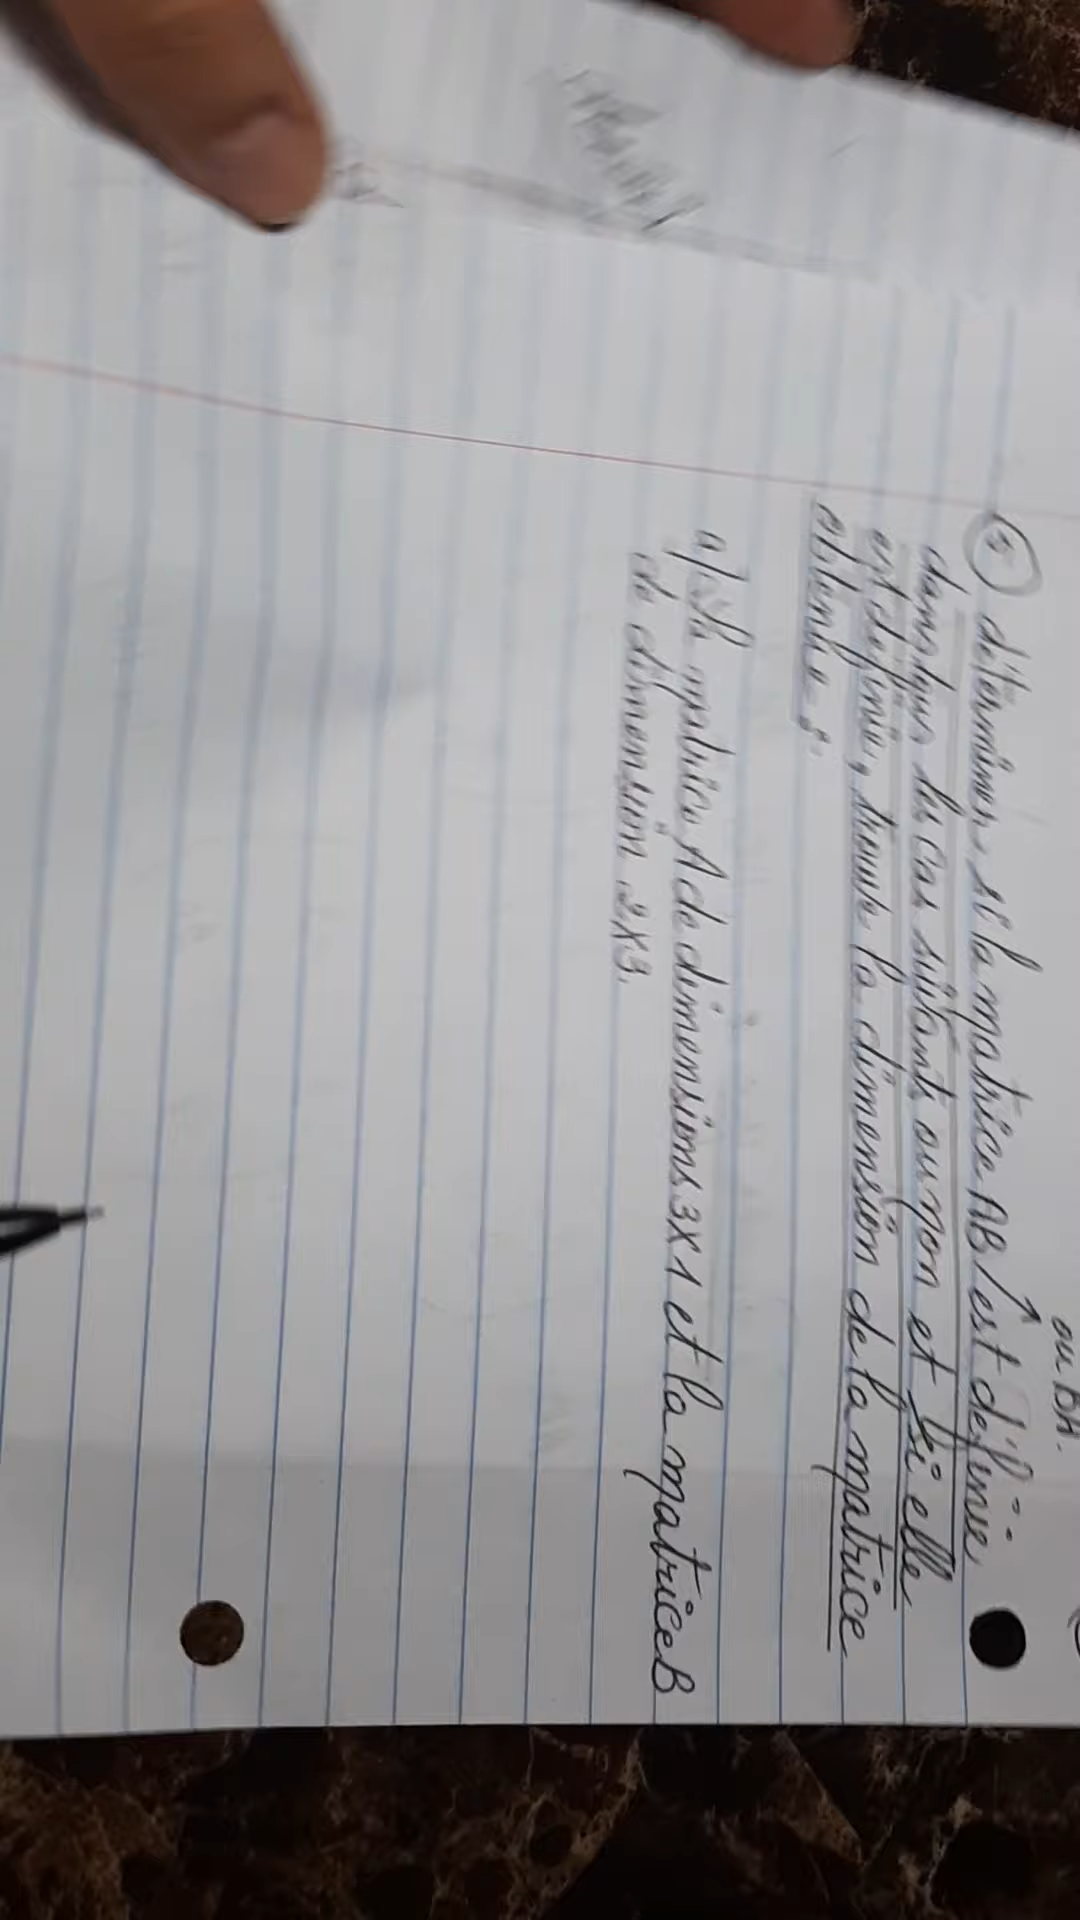 ou BA.
déterminer si la matrice AB / est définie
dans les cas suivants ou non et si elle
est définie, trouve la dimension de la matrice
obtenue :
a) la matrice A de dimensions 3x1 et la matrice B
de dimension 2x3.